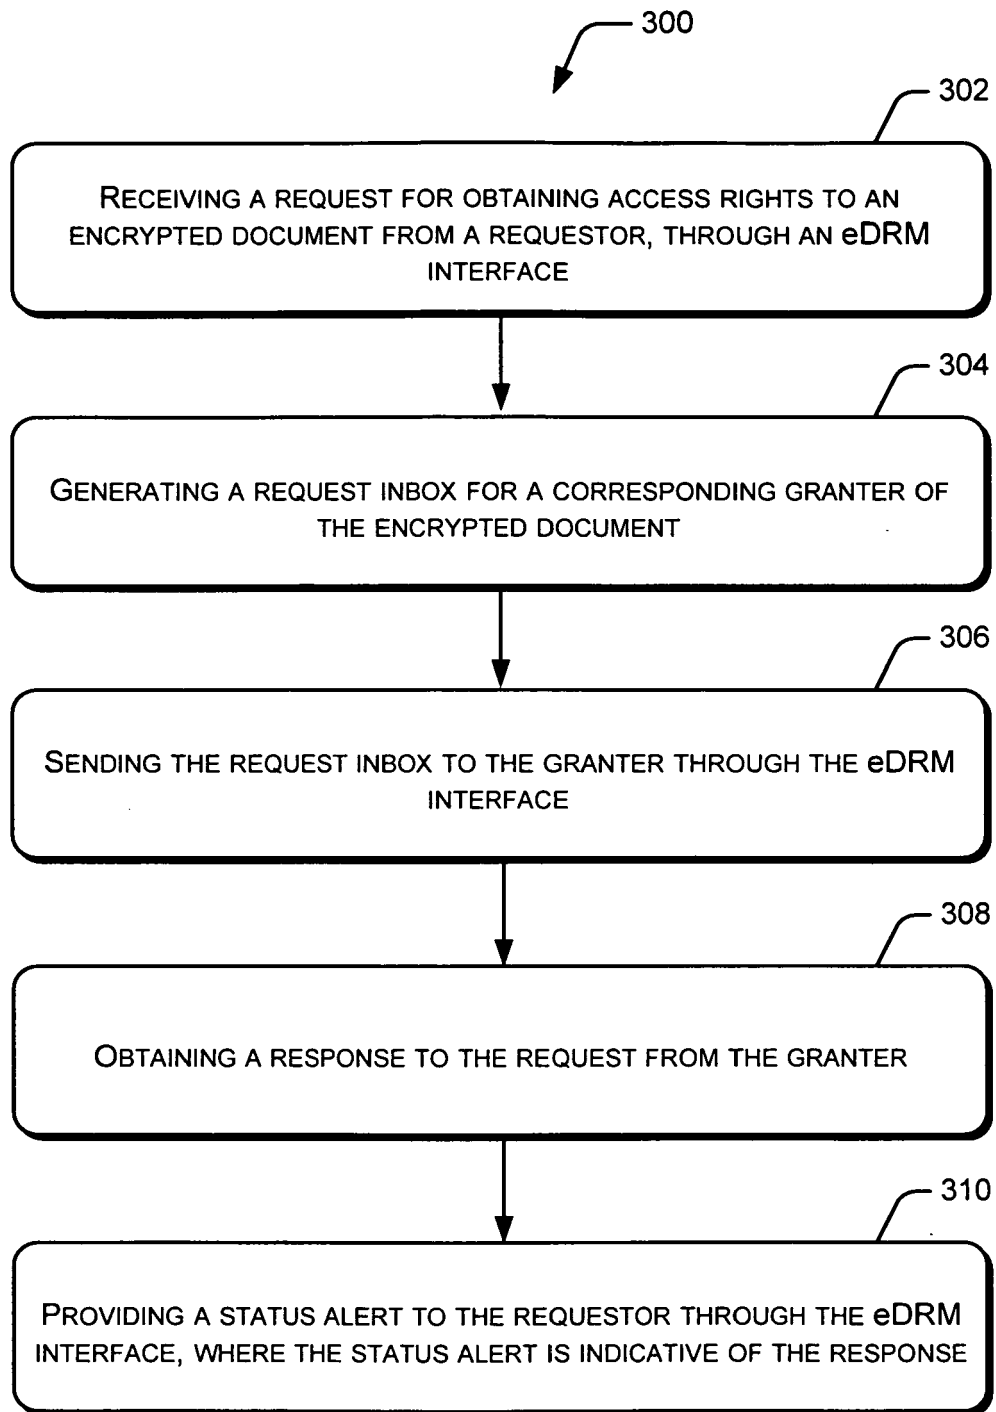 300
302
RECEIVING A REQUEST FOR OBTAINING ACCESS RIGHTS TO AN
ENCRYPTED DOCUMENT FROM A REQUESTOR, THROUGH AN eDRM
INTERFACE
304
GENERATING A REQUEST INBOX FOR A CORRESPONDING GRANTER OF
THE ENCRYPTED DOCUMENT
306
SENDING THE REQUEST INBOX TO THE GRANTER THROUGH THE eDRM
INTERFACE
308
OBTAINING A RESPONSE TO THE REQUEST FROM THE GRANTER
310
PROVIDING A STATUS ALERT TO THE REQUESTOR THROUGH THE eDRM
INTERFACE, WHERE THE STATUS ALERT IS INDICATIVE OF THE RESPONSE